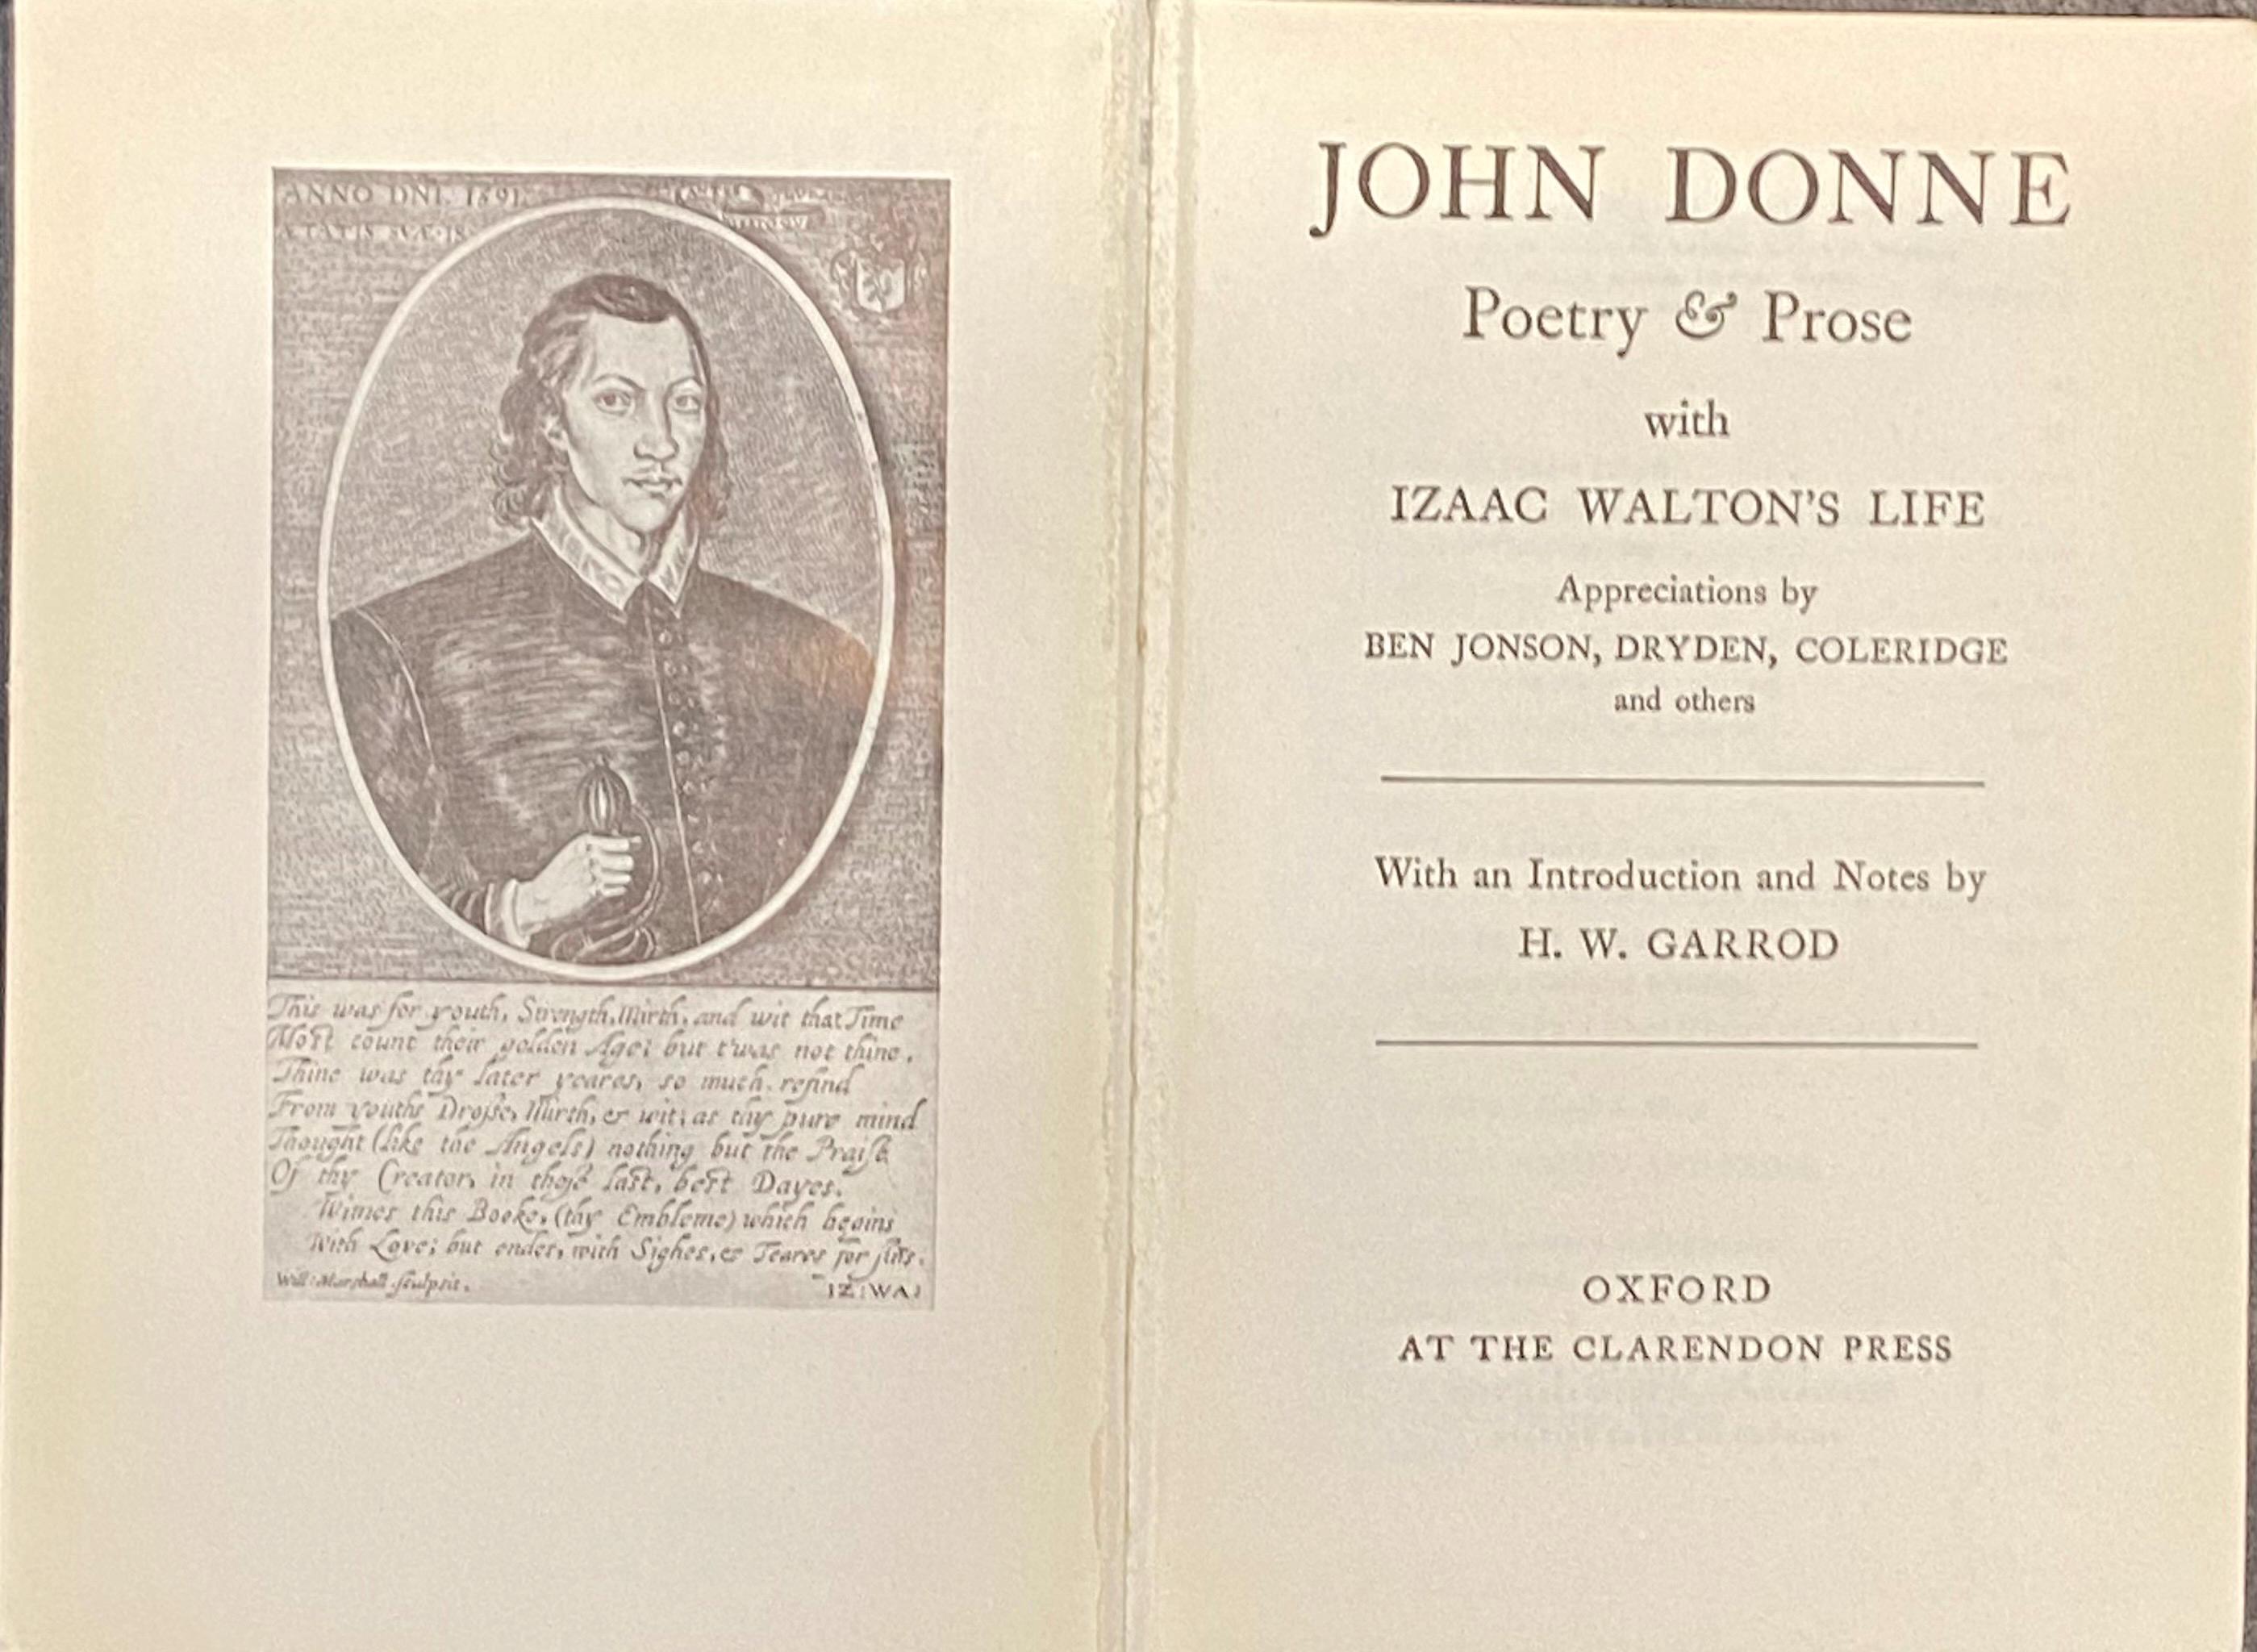 ANNO DNI. 1591.
ÆTATIS SVÆ. 18.
This was for youth, Strength, Mirth, and wit that Time
Most count their golden Age; but t'was not thine.
Thine was thy later yeares, so much refind
From youths Drosse, Mirth, & wit; as thy pure mind
Thought (like the Angels) nothing but the Praise
Of thy Creator, in those last, best Dayes.
Witnes this Booke, (thy Embleme) which begins
With Love; but endes, with Sighes, & Teares for sins.
Will: Marshall sculpsit.
IZ: WA:
JOHN DONNE
Poetry & Prose
with
IZAAC WALTON'S LIFE
Appreciations by
BEN JONSON, DRYDEN, COLERIDGE
and others
With an Introduction and Notes by
H. W. GARROD
OXFORD
AT THE CLARENDON PRESS